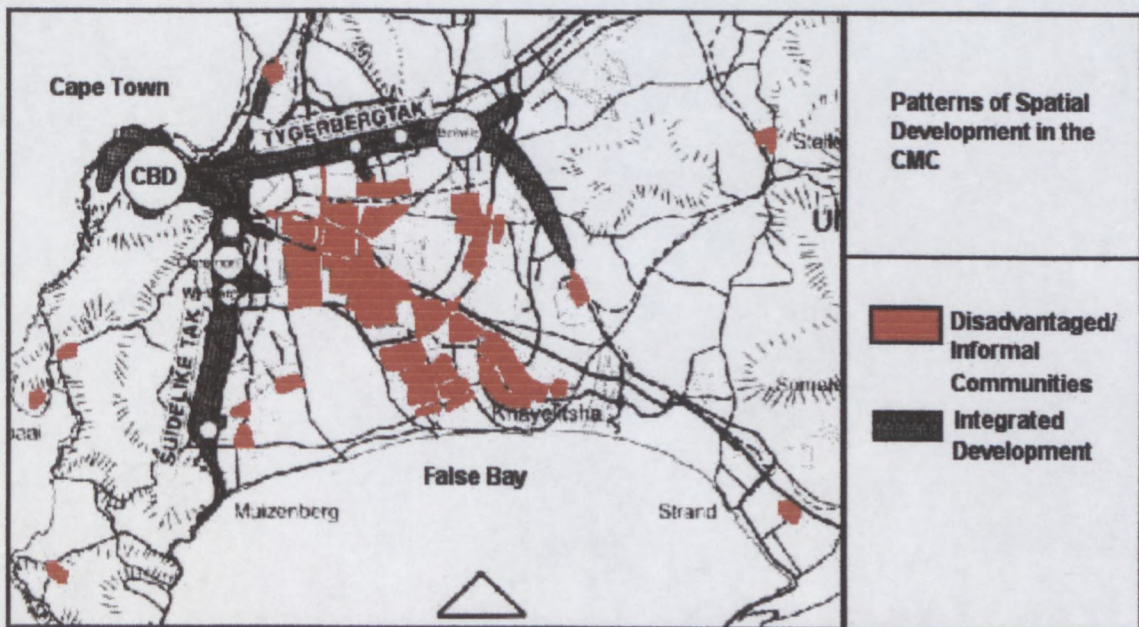 Cape Town
TYGERBERGTAK
CBD
SUIDELIKE TAK
Khayelitsha
False Bay
Muizenberg
Strand
Patterns of Spatial
Development in the
CMC
Disadvantaged/
Informal
Communities
Integrated
Development